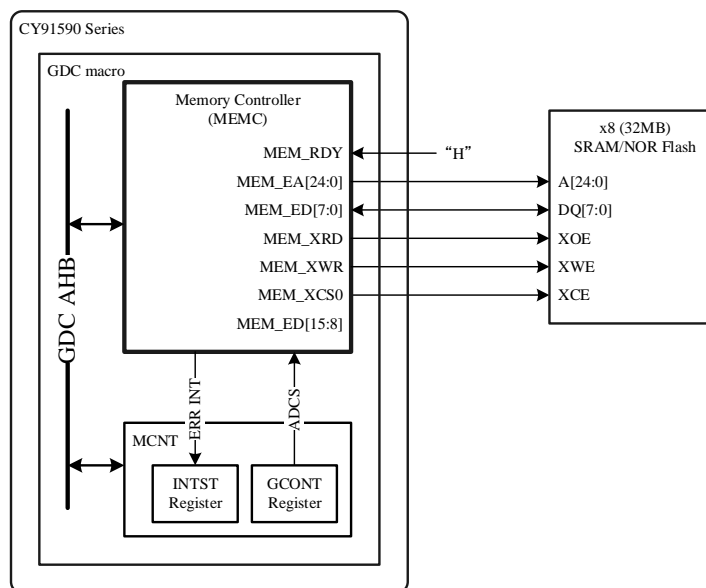 CY91590 Series
GDC macro
Memory Controller
(MEMC)
MEM_RDY
MEM_EA[24:0]
MEM_ED[7:0]
MEM_XRD
MEM_XWR
MEM_XCS0
MEM_ED[15:8]
“H”
x8 (32MB)
SRAM/NOR Flash
A[24:0]
DQ[7:0]
XOE
XWE
XCE
GDC AHB
ERR INT
ADCS
MCNT
INTST
Register
GCONT
Register